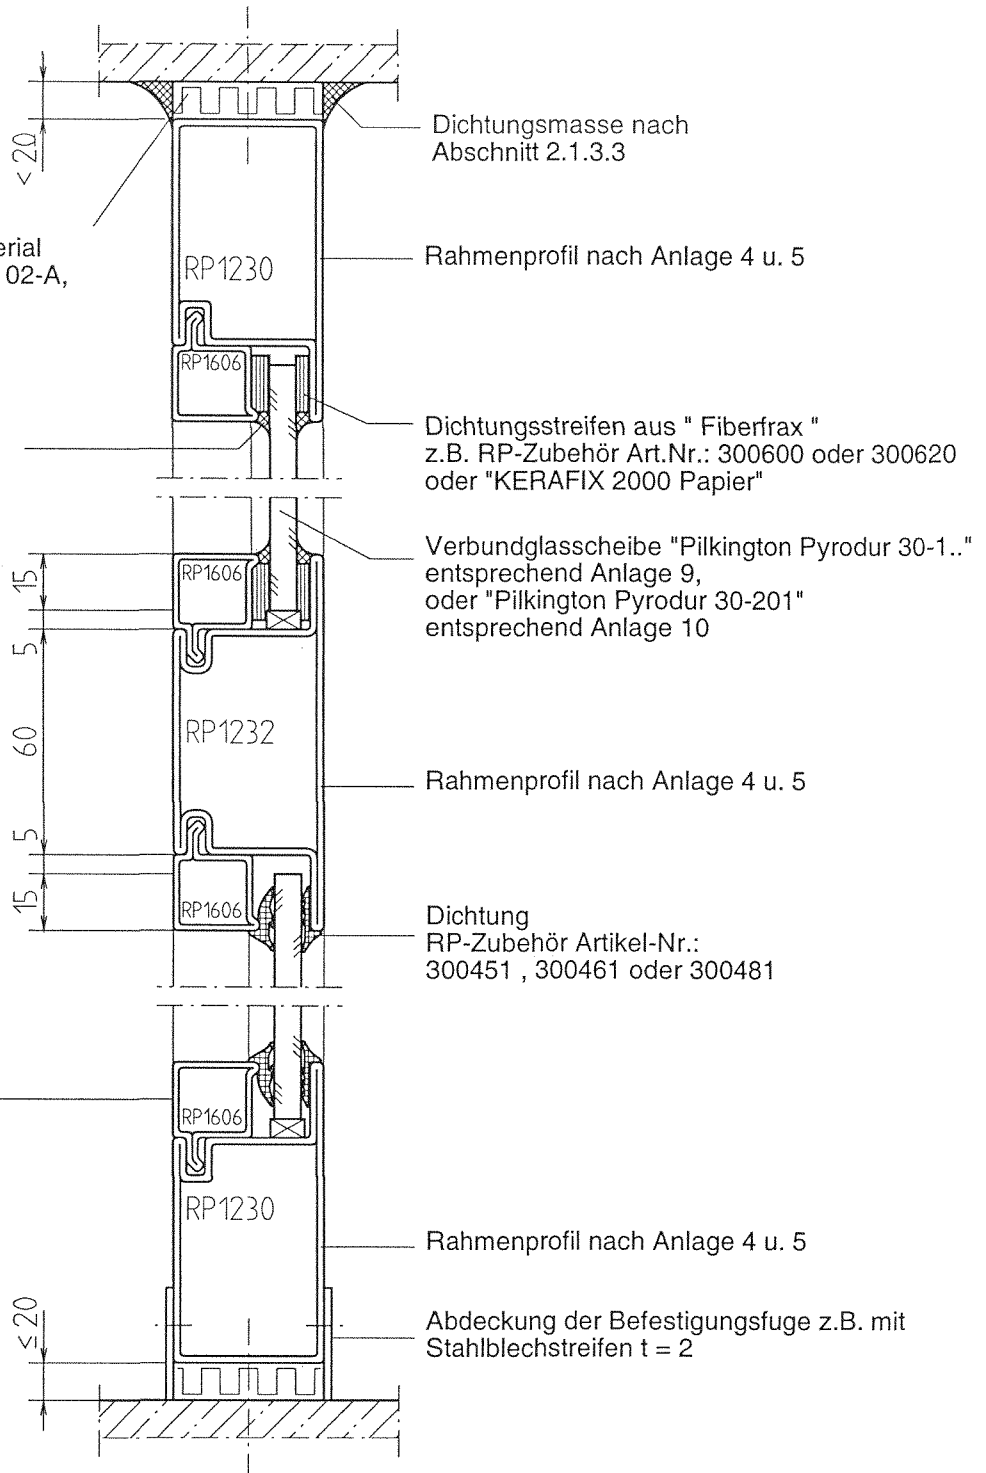 Dichtungsmasse nach
Abschnitt 2.1.3.3
< 20
erial
02-A,
RP1230
Rahmenprofil nach Anlage 4 u. 5
RP1606
Dichtungsstreifen aus " Fiberfrax "
z.B. RP-Zubehör Art.Nr.: 300600 oder 300620
oder "KERAFIX 2000 Papier"
Verbundglasscheibe "Pilkington Pyrodur 30-1.."
entsprechend Anlage 9,
oder "Pilkington Pyrodur 30-201"
entsprechend Anlage 10
RP1606
15
5
60
5
15
RP1232
Rahmenprofil nach Anlage 4 u. 5
RP1606
Dichtung
RP-Zubehör Artikel-Nr.:
300451 , 300461 oder 300481
RP1606
RP1230
Rahmenprofil nach Anlage 4 u. 5
≤ 20
Abdeckung der Befestigungsfuge z.B. mit
Stahlblechstreifen t = 2